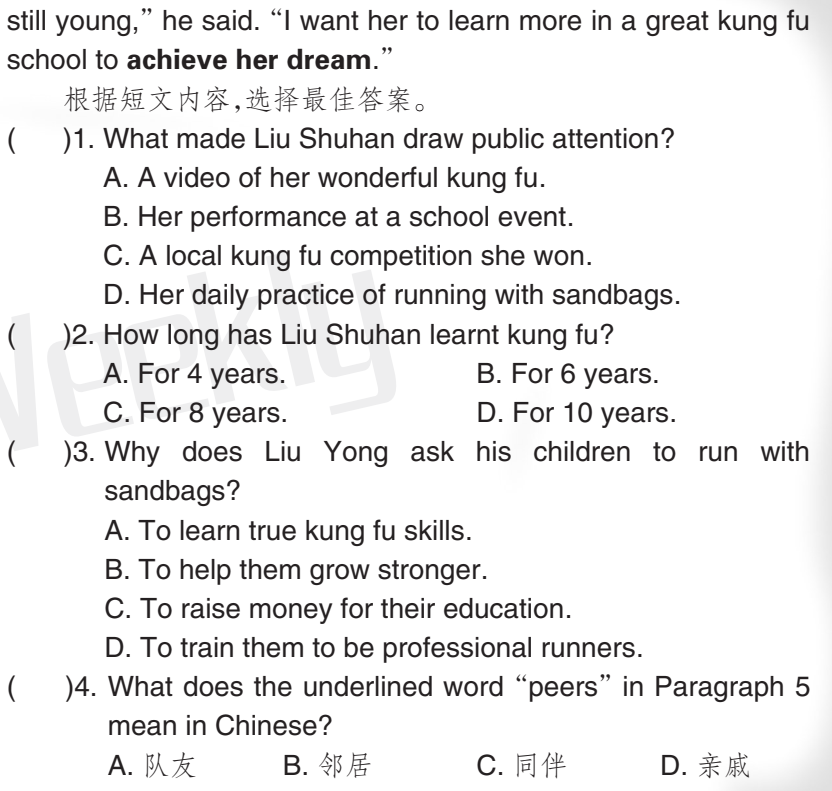 still young,” he said. “I want her to learn more in a great kung fu
school to achieve her dream.”
根据短文内容,选择最佳答案。
( )1. What made Liu Shuhan draw public attention?
A. A video of her wonderful kung fu.
B. Her performance at a school event.
C. A local kung fu competition she won.
D. Her daily practice of running with sandbags.
( )2. How long has Liu Shuhan learnt kung fu?
A. For 4 years. B. For 6 years.
C. For 8 years. D. For 10 years.
( )3. Why does Liu Yong ask his children to run with
sandbags?
A. To learn true kung fu skills.
B. To help them grow stronger.
C. To raise money for their education.
D. To train them to be professional runners.
( )4. What does the underlined word “peers” in Paragraph 5
mean in Chinese?
A. 队友 B. 邻居 C. 同伴 D. 亲戚
Weekly